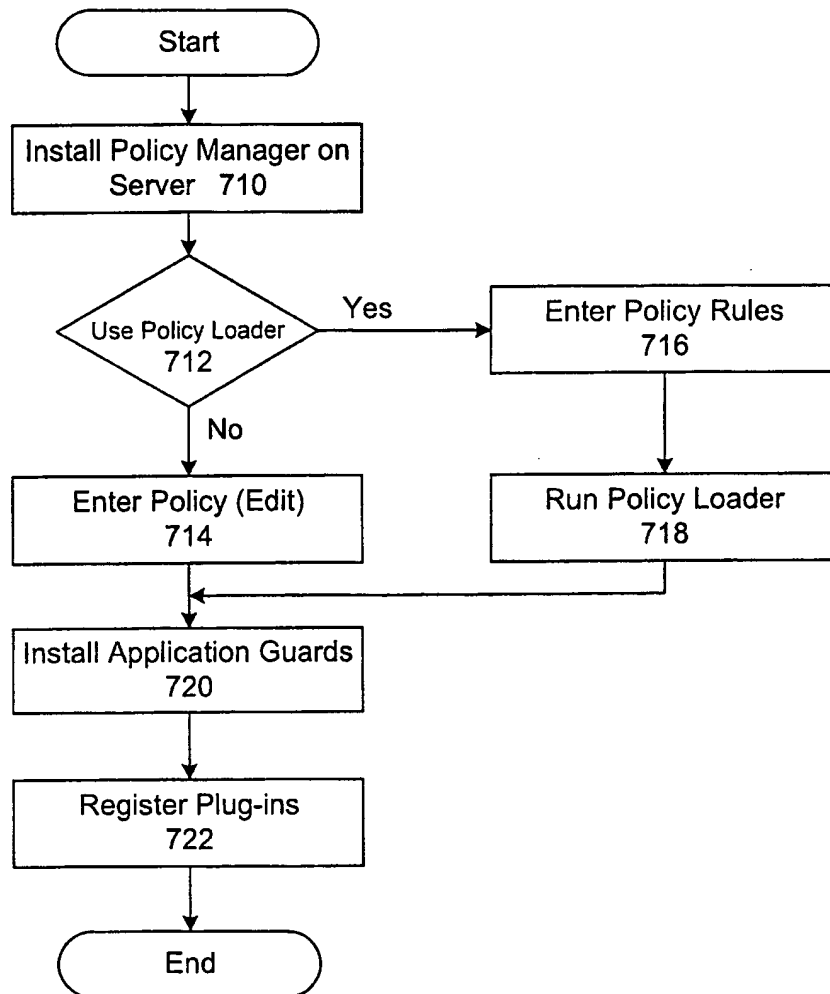 Start
Install Policy Manager on
Server 710
Use Policy Loader
712
Yes
Enter Policy Rules
716
No
Enter Policy (Edit)
714
Run Policy Loader
718
Install Application Guards
720
Register Plug-ins
722
End